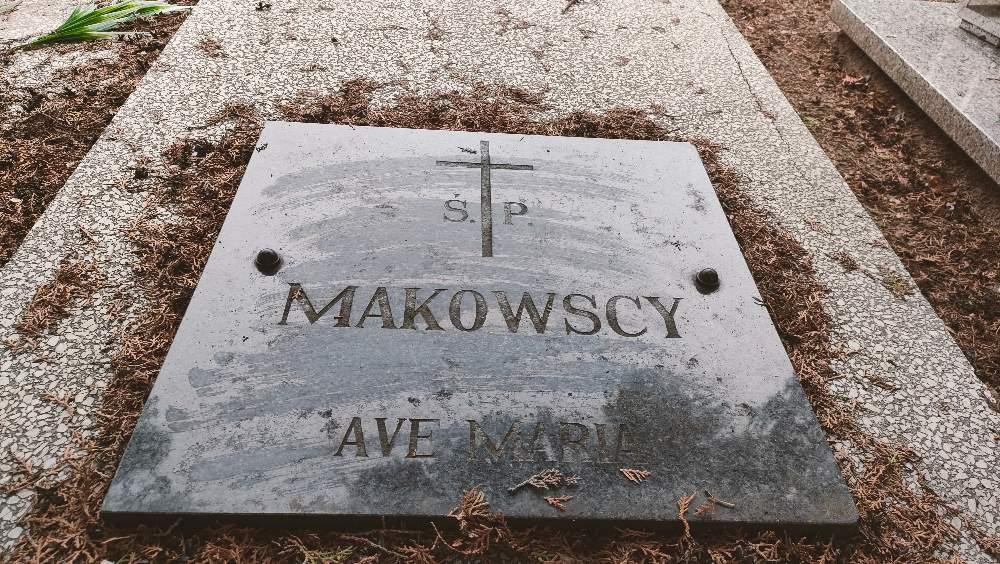 Ś. P.
MAKOWSCY
AVE MARIA